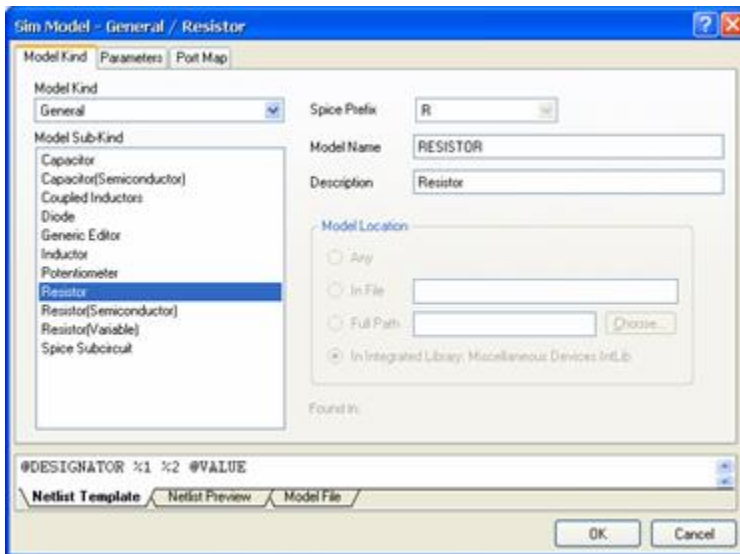 Sim Model - General / Resistor
Model Kind Parameters Port Map
Model Kind
General
Model Sub-Kind
Capacitor
Capacitor(Semiconductor)
Coupled Inductors
Diode
Generic Editor
Inductor
Potentiometer
Resistor
Resistor(Semiconductor)
Resistor(Variable)
Spice Subcircuit
Spice Prefix R
Model Name RESISTOR
Description Resistor
Model Location
Any
In File
Full Path Choose...
In Integrated Library: Miscellaneous Devices.IntLib
Found In:
@DESIGNATOR %1 %2 @VALUE
Netlist Template Netlist Preview Model File
OK Cancel